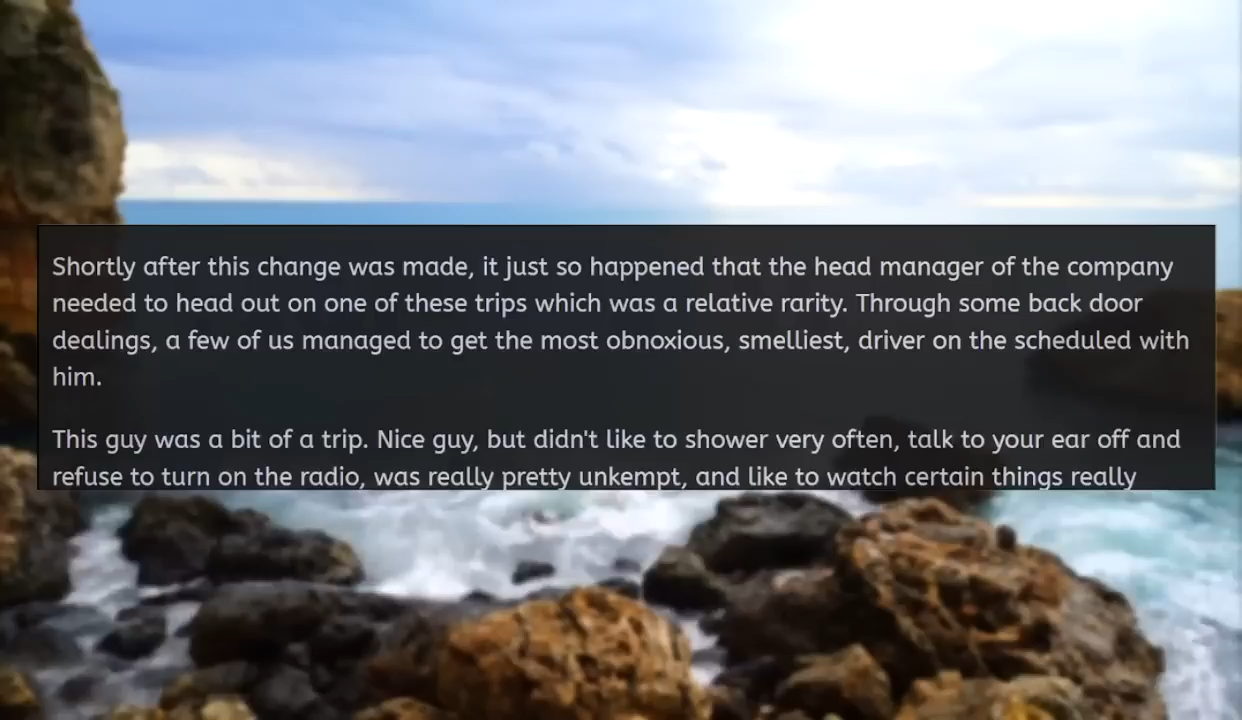 Shortly after this change was made, it just so happened that the head manager of the company
needed to head out on one of these trips which was a relative rarity. Through some back door
dealings, a few of us managed to get the most obnoxious, smelliest, driver on the scheduled with
him.
This guy was a bit of a trip. Nice guy, but didn't like to shower very often, talk to your ear off and
refuse to turn on the radio, was really pretty unkempt, and like to watch certain things really